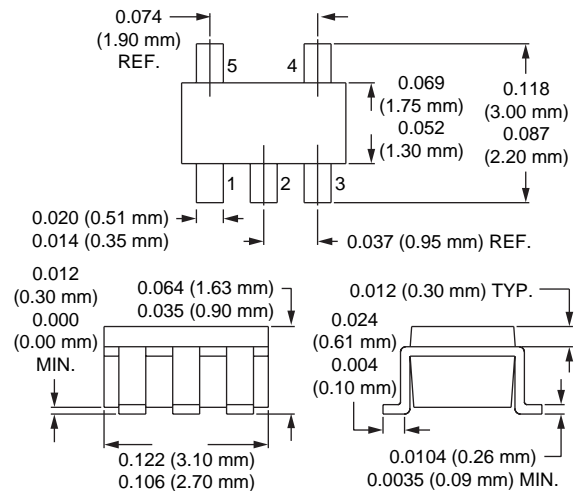 0.074
(1.90 mm)
REF.
5
4
0.069
(1.75 mm)
0.052
(1.30 mm)
0.118
(3.00 mm)
0.087
(2.20 mm)
1
2
3
0.020 (0.51 mm)
0.014 (0.35 mm)
0.037 (0.95 mm) REF.
0.012
(0.30 mm)
0.000
(0.00 mm)
MIN.
0.064 (1.63 mm)
0.035 (0.90 mm)
0.122 (3.10 mm)
0.106 (2.70 mm)
0.012 (0.30 mm) TYP.
0.024
(0.61 mm)
0.004
(0.10 mm)
0.0104 (0.26 mm)
0.0035 (0.09 mm) MIN.